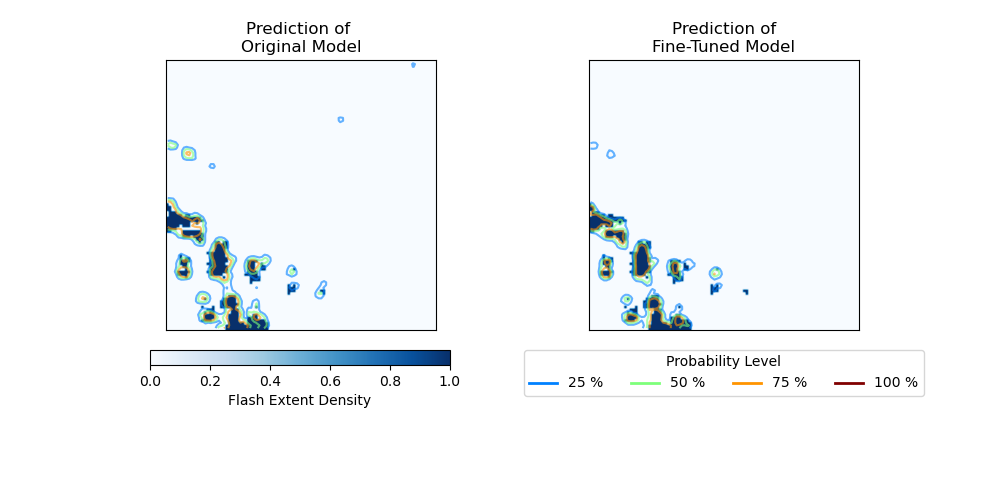 Prediction of
Original Model
Prediction of
Fine-Tuned Model
0.0 0.2 0.4 0.6 0.8 1.0
Flash Extent Density
Probability Level
25 % 50 % 75 % 100 %